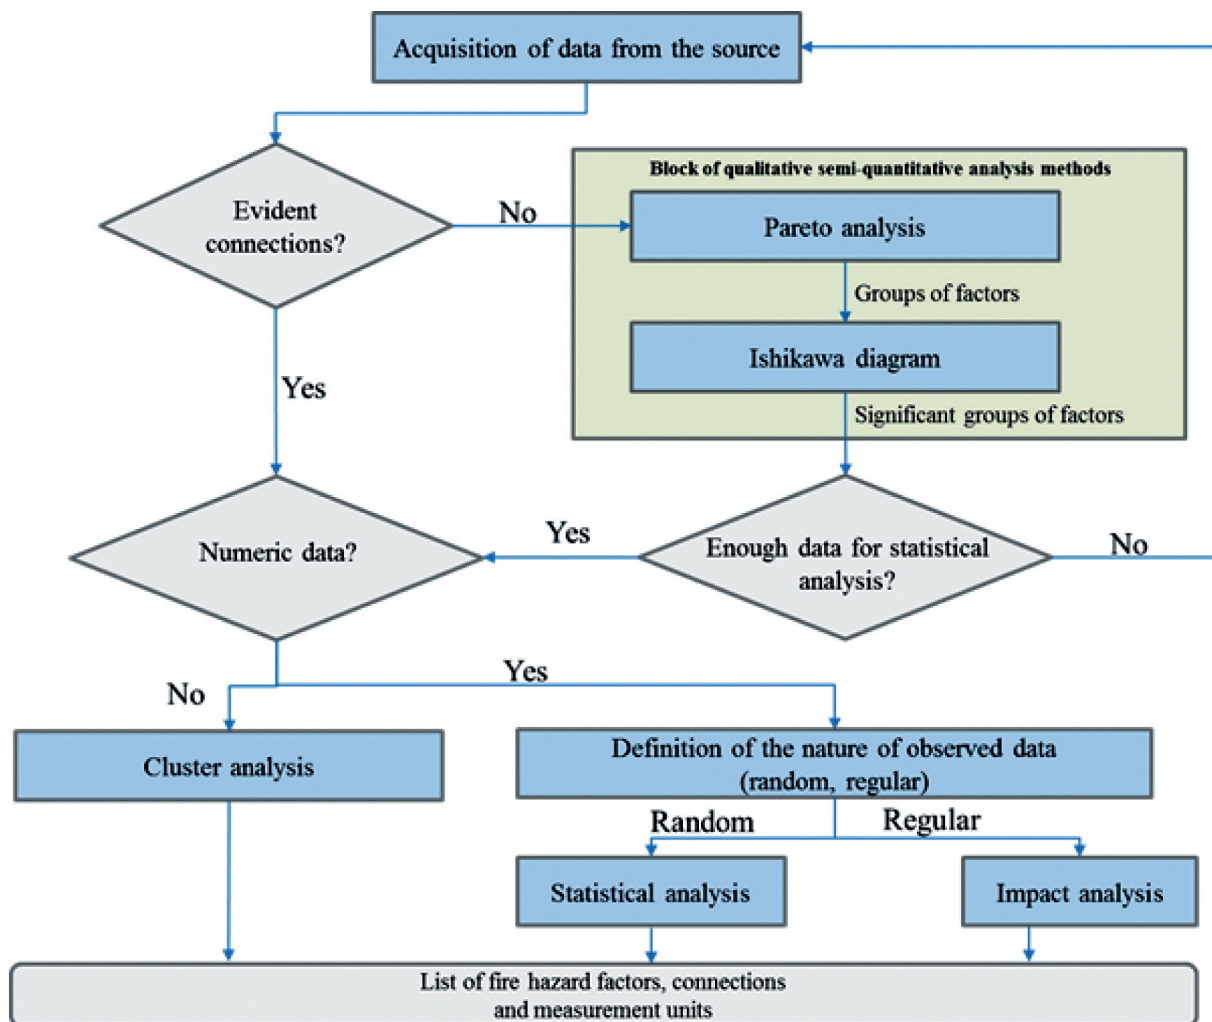 Acquisition of data from the source
Block of qualitative semi-quantitative analysis methods
Evident
connections?
No
Pareto analysis
Groups of factors
Ishikawa diagram
Yes
Significant groups of factors
Numeric data?
Yes
Enough data for statistical
analysis?
No
No
Yes
Cluster analysis
Definition of the nature of observed data
(random, regular)
Random
Regular
Statistical analysis
Impact analysis
List of fire hazard factors, connections
and measurement units